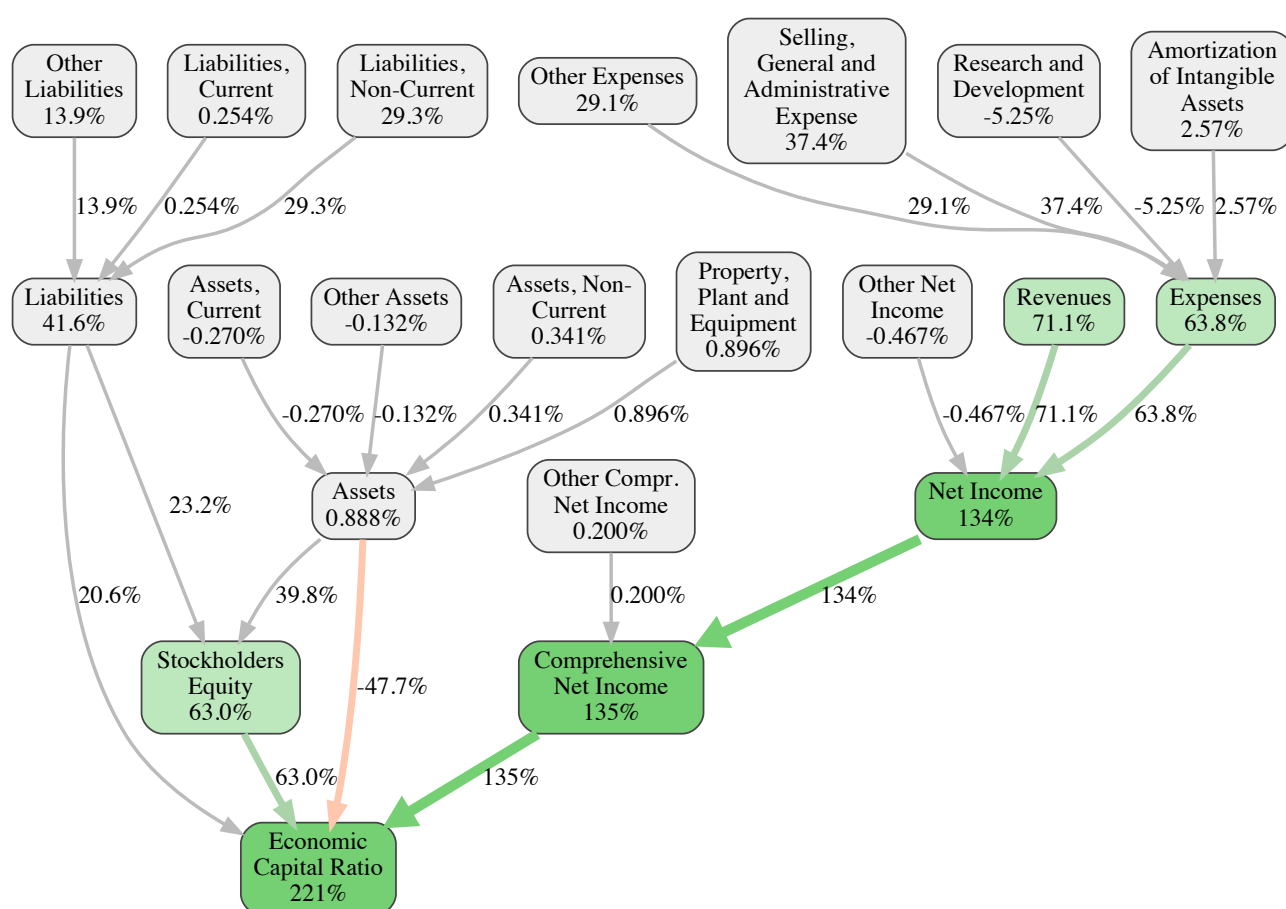 Other
Liabilities
13.9%
Liabilities,
Current
0.254%
Liabilities,
Non-Current
29.3%
Other Expenses
29.1%
Selling,
General and
Administrative
Expense
37.4%
Research and
Development
-5.25%
Amortization
of Intangible
Assets
2.57%
13.9%
0.254%
29.3%
29.1%
37.4%
-5.25%
2.57%
Liabilities
41.6%
Assets,
Current
-0.270%
Other Assets
-0.132%
Assets, Non-
Current
0.341%
Property,
Plant and
Equipment
0.896%
Other Net
Income
-0.467%
Revenues
71.1%
Expenses
63.8%
-0.270%
-0.132%
0.341%
0.896%
-0.467%
71.1%
63.8%
23.2%
Assets
0.888%
Other Compr.
Net Income
0.200%
Net Income
134%
20.6%
39.8%
0.200%
134%
Stockholders
Equity
63.0%
-47.7%
Comprehensive
Net Income
135%
63.0%
135%
Economic
Capital Ratio
221%